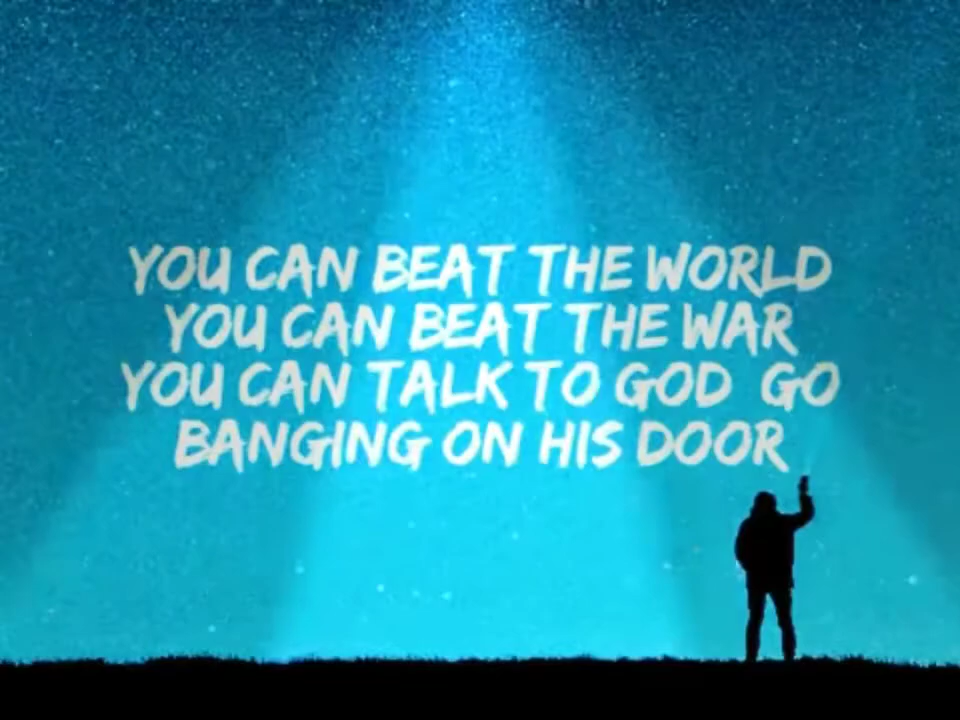 YOU CAN BEAT THE WORLD
YOU CAN BEAT THE WAR
YOU CAN TALK TO GOD GO
BANGING ON HIS DOOR